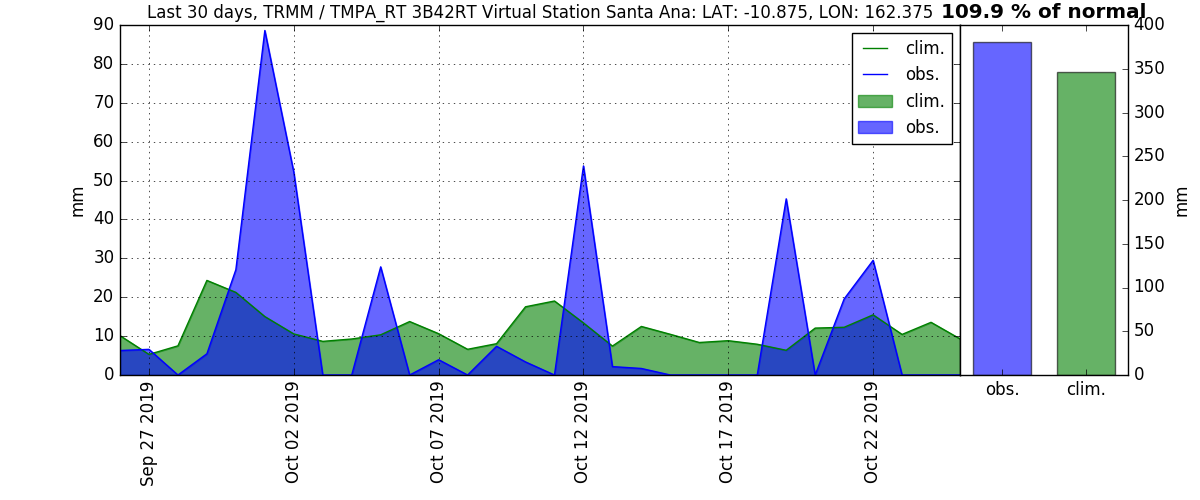 Last 30 days, TRMM / TMPA_RT 3B42RT Virtual Station Santa Ana: LAT: -10.875, LON: 162.375 109.9 % of normal
90
80
70
60
50
40
30
20
10
0
mm
clim.
obs.
clim.
obs.
Sep 27 2019
Oct 02 2019
Oct 07 2019
Oct 12 2019
Oct 17 2019
Oct 22 2019
400
350
300
250
200
150
100
50
0
mm
obs. clim.